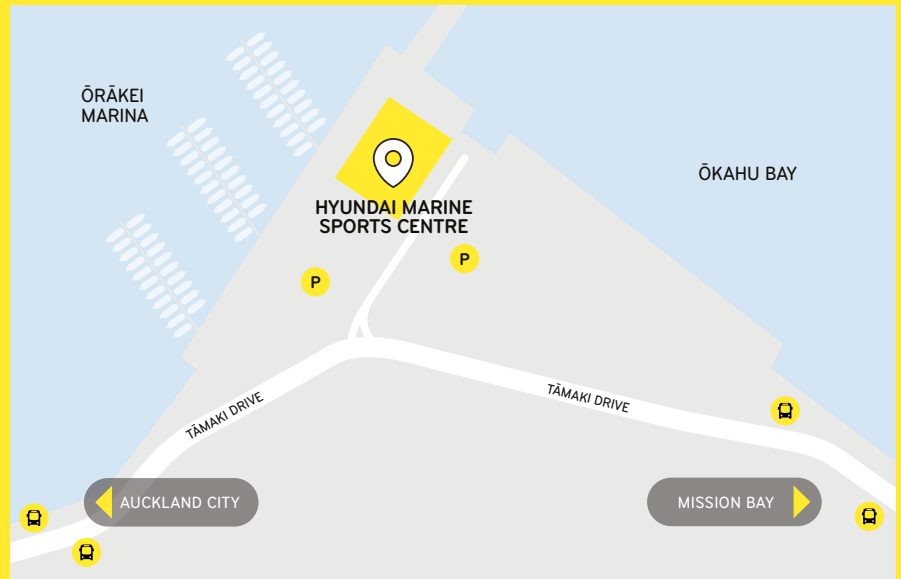 ŌRĀKEI
MARINA
ŌKAHU BAY
HYUNDAI MARINE
SPORTS CENTRE
P
P
TĀMAKI DRIVE
TĀMAKI DRIVE
AUCKLAND CITY
MISSION BAY